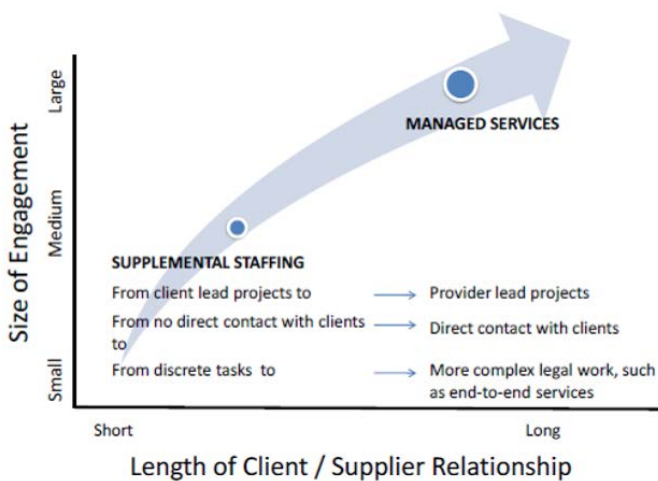 Size of Engagement
Large
Medium
Small
MANAGED SERVICES
SUPPLEMENTAL STAFFING
From client lead projects to
Provider lead projects
From no direct contact with clients
to
Direct contact with clients
From discrete tasks to
More complex legal work, such
as end-to-end services
Short
Long
Length of Client / Supplier Relationship